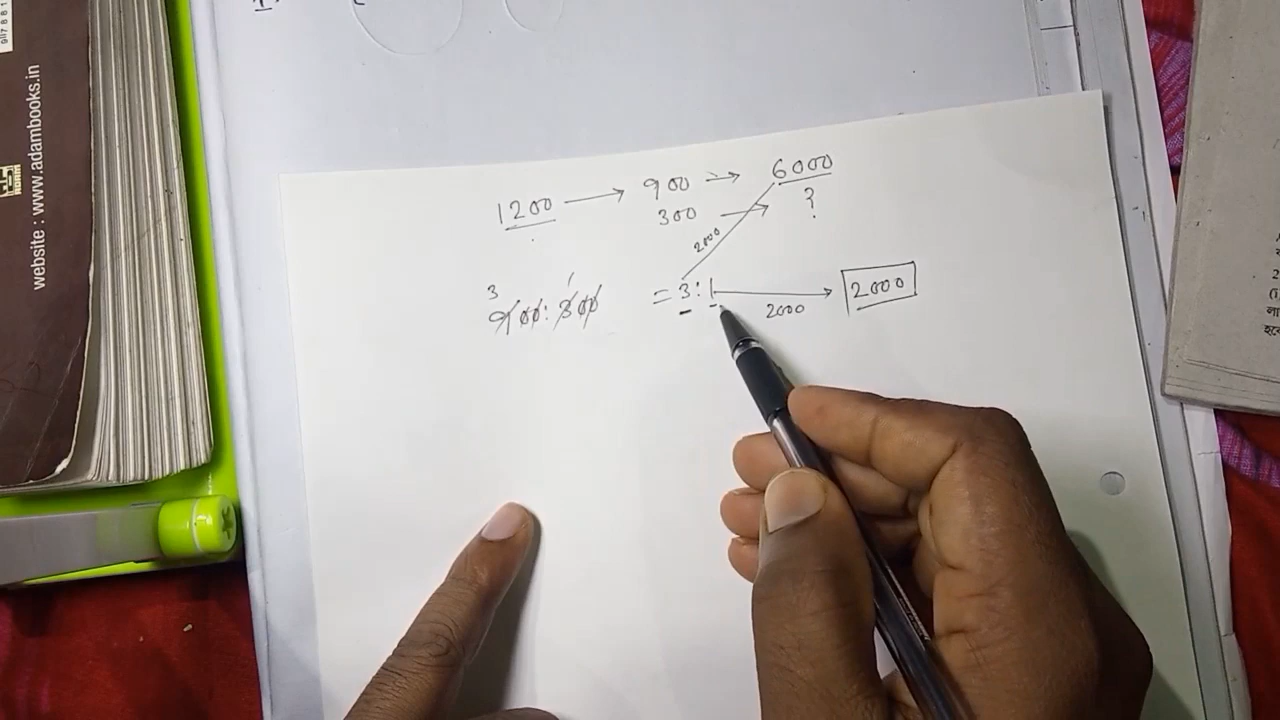 website : www.adambooks.in
1200 → 900 → 6000
300 → ?
2000
3 1
900 : 300 = 3 : 1 → 2000
2000